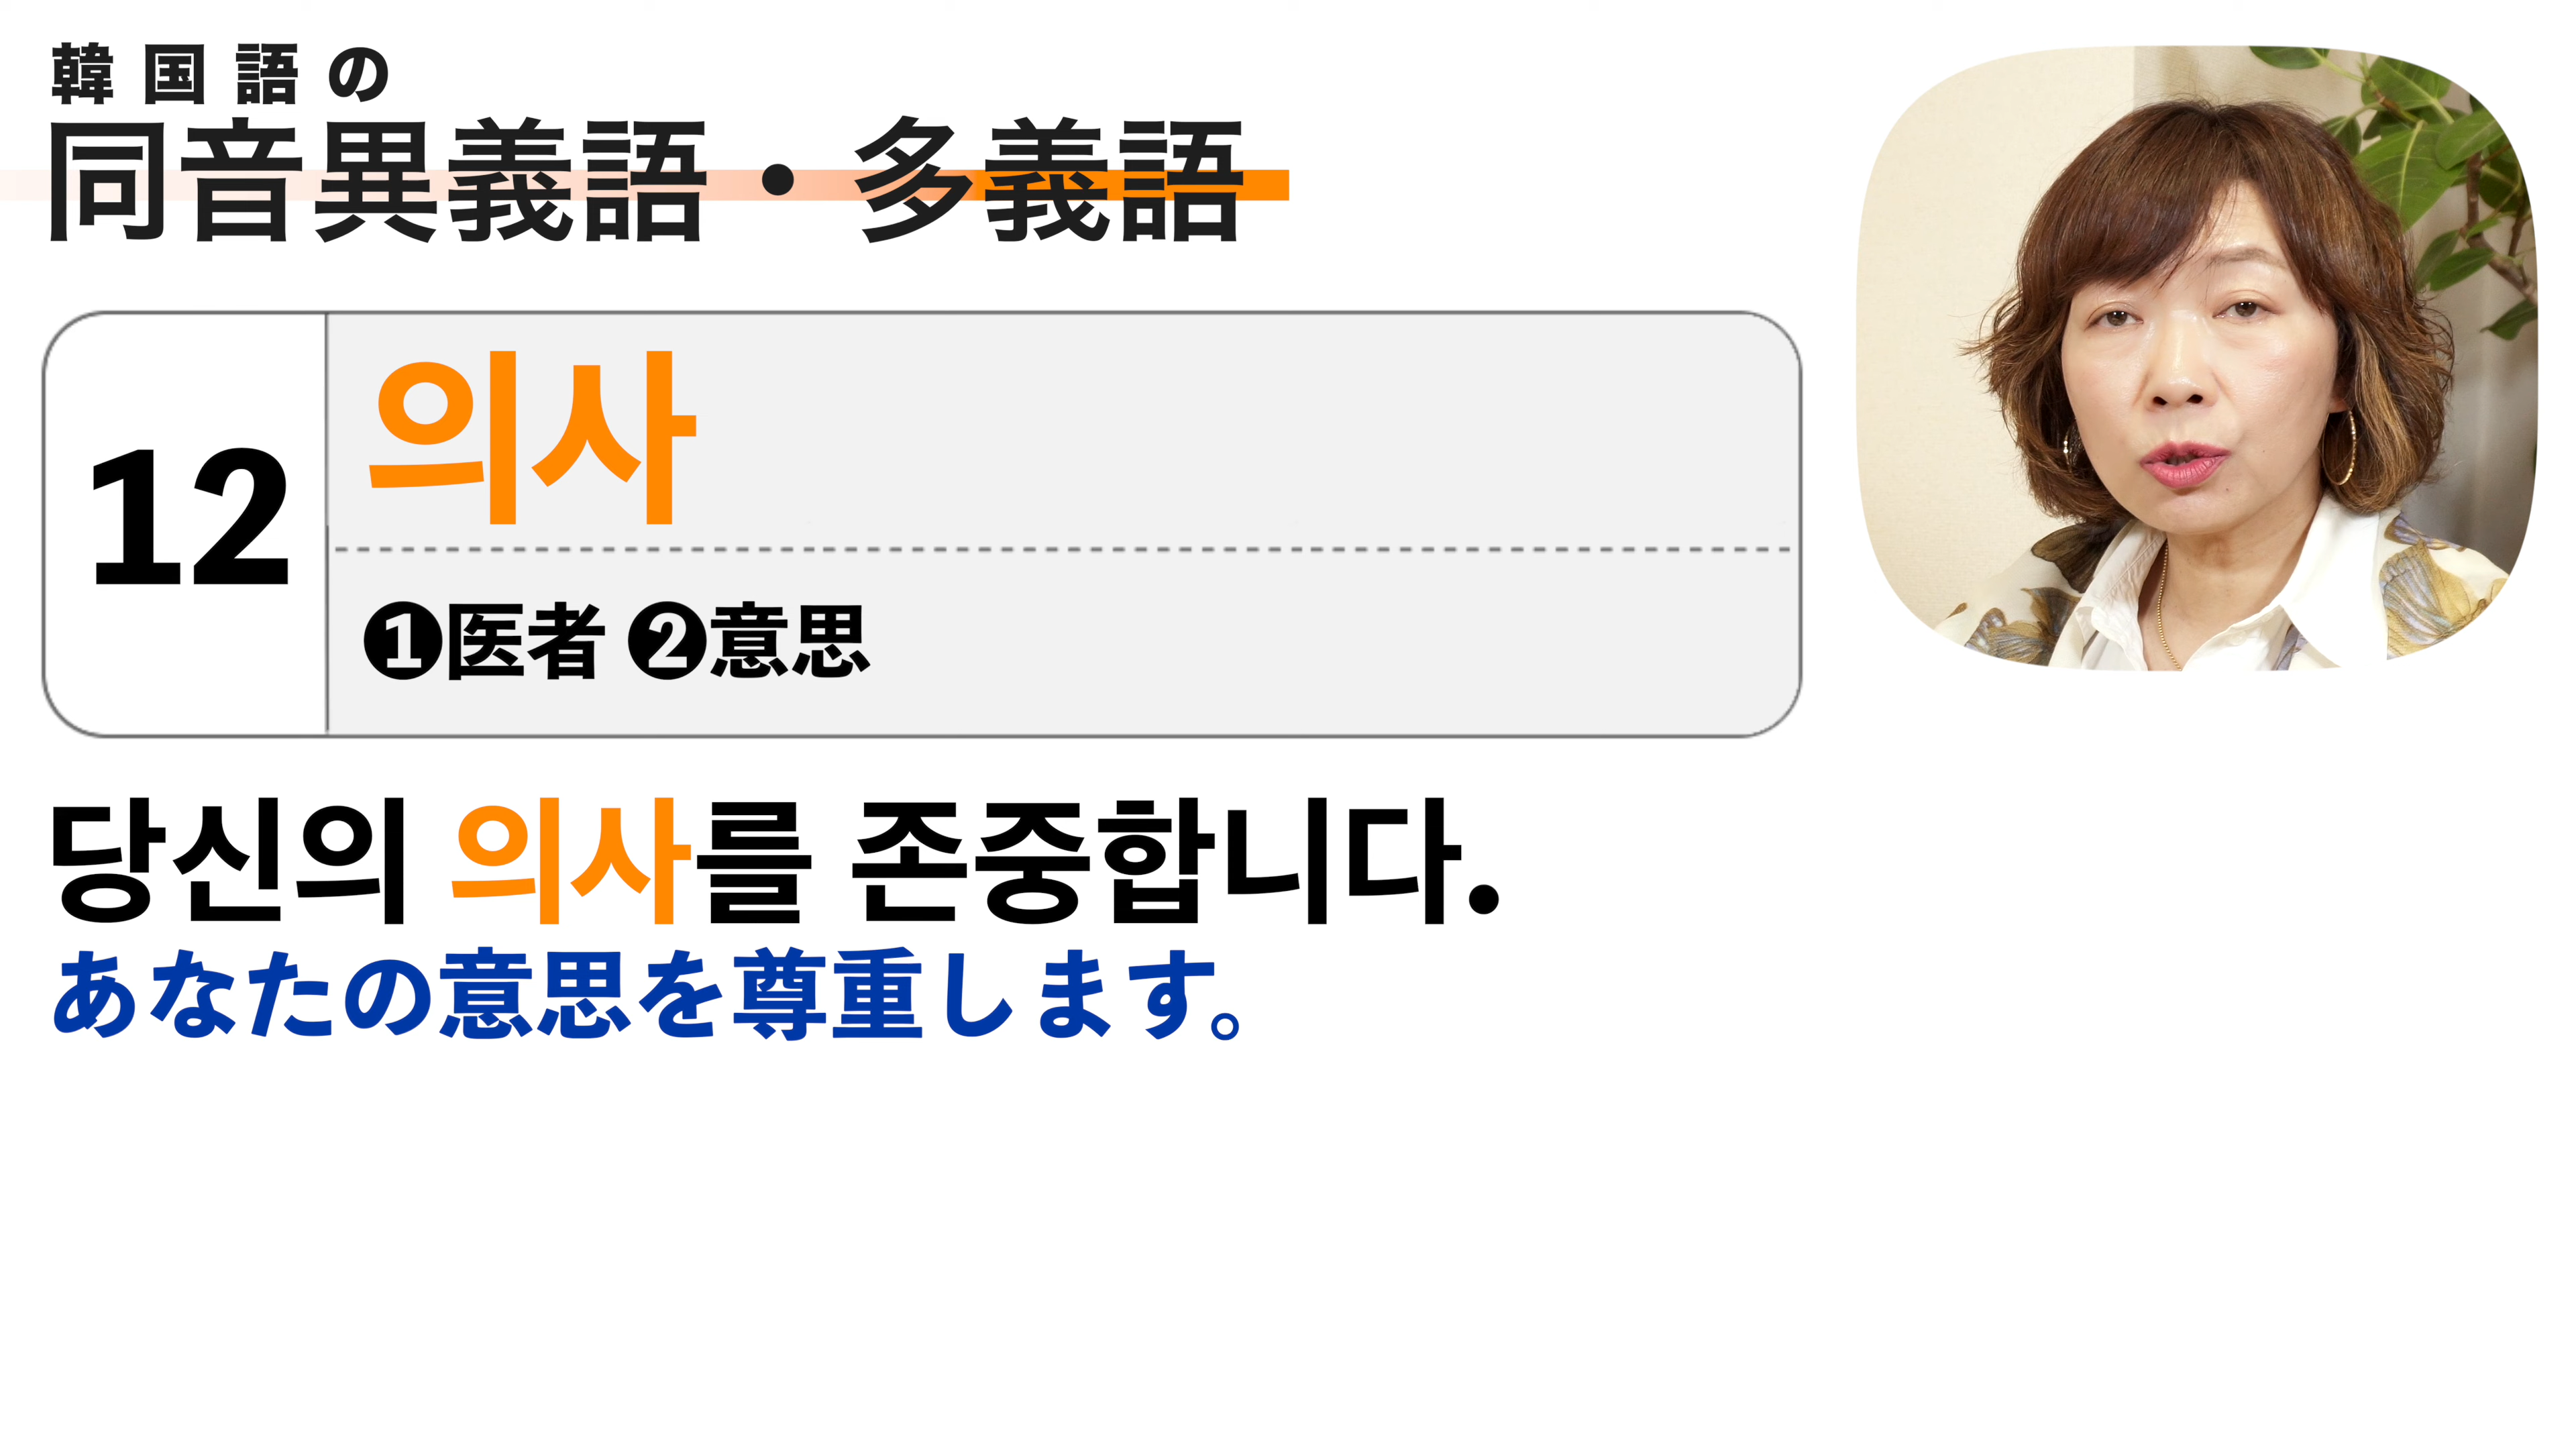 韓国語の
同音異義語・多義語
12
의사
❶医者 ❷意思
당신의 의사를 존중합니다.
あなたの意思を尊重します。